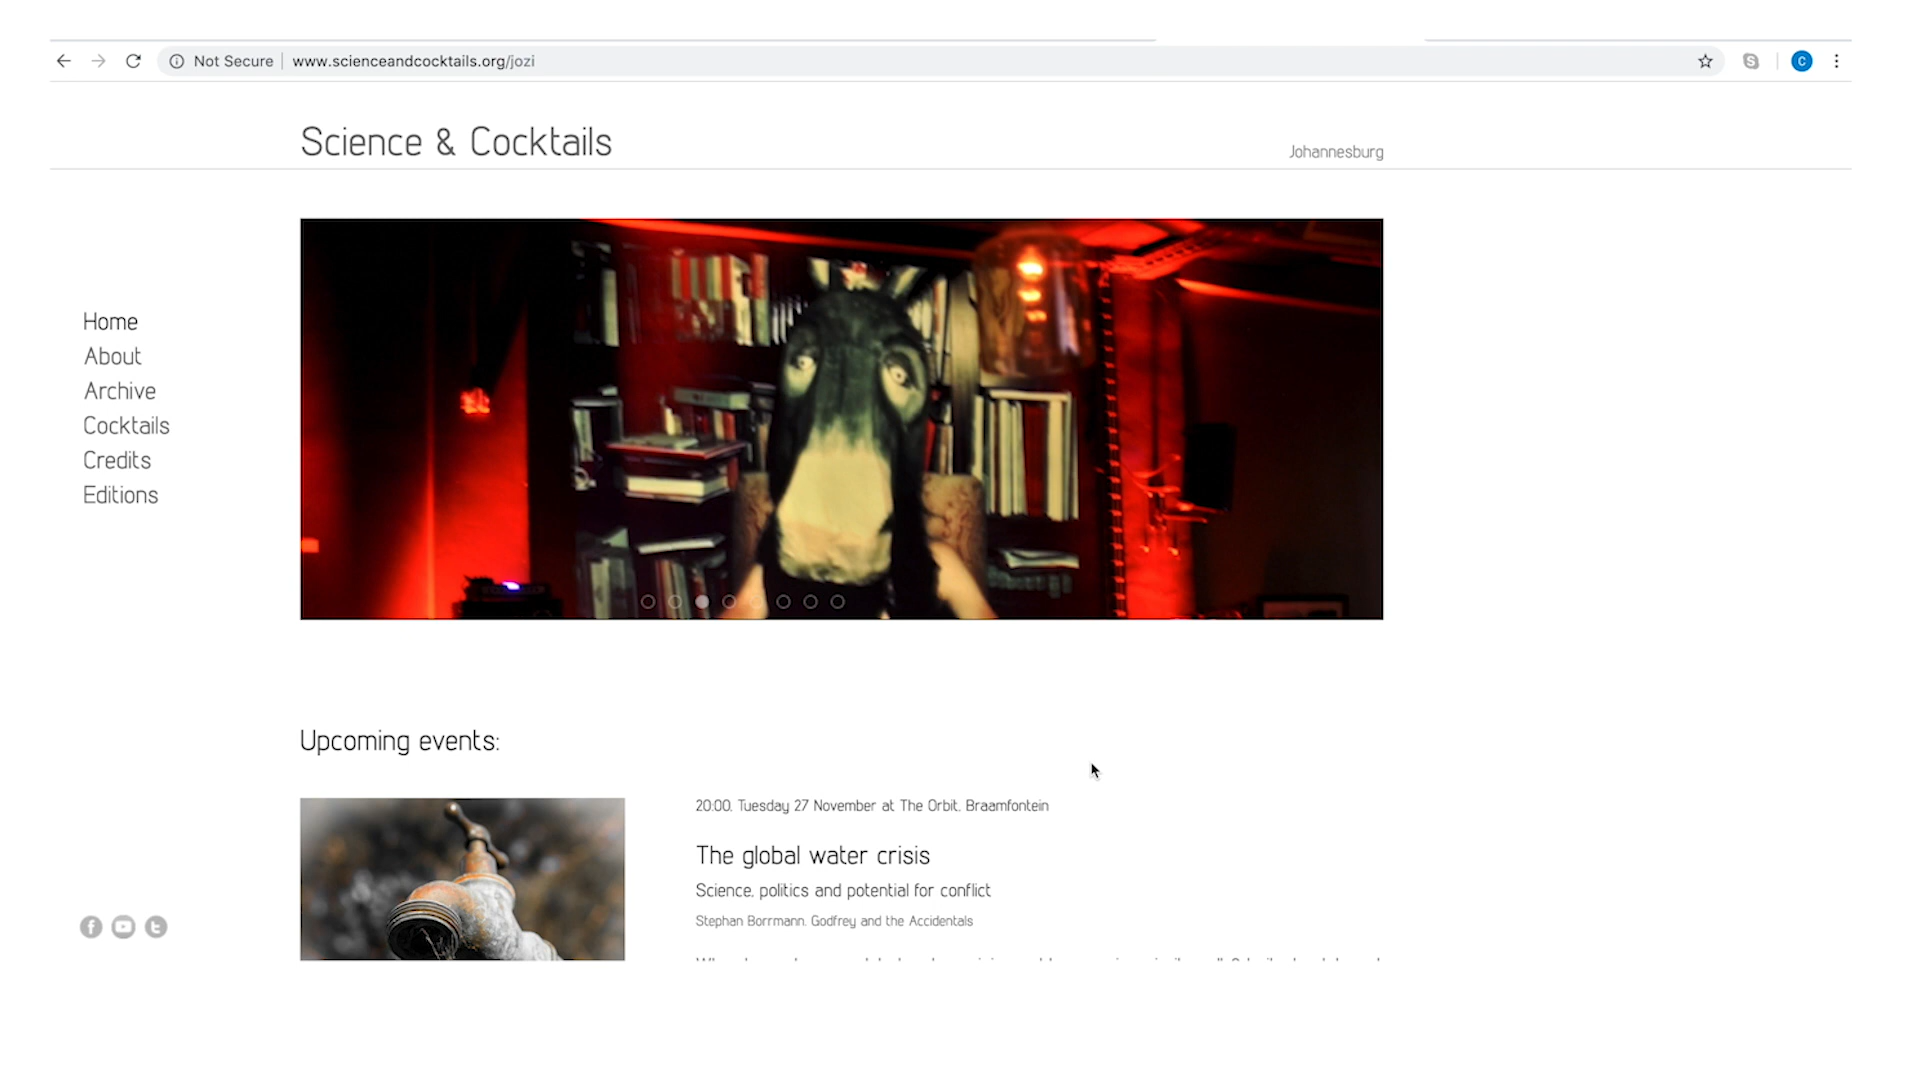 Not Secure | www.scienceandcocktails.org/jozi
C
Science & Cocktails
Johannesburg
Home
About
Archive
Cocktails
Credits
Editions
Upcoming events:
20:00, Tuesday 27 November at The Orbit, Braamfontein
The global water crisis
Science, politics and potential for conflict
Stephan Borrmann, Godfrey and the Accidentals